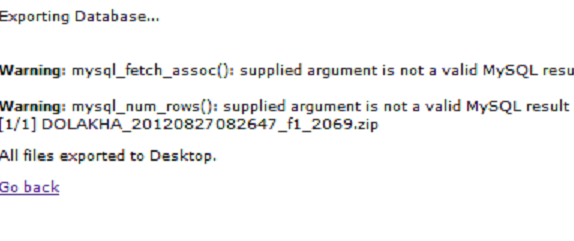 Exporting Database...
Warning: mysql_fetch_assoc(): supplied argument is not a valid MySQL resu
Warning: mysql_num_rows(): supplied argument is not a valid MySQL result
[1/1] DOLAKHA_20120827082647_f1_2069.zip
All files exported to Desktop.
Go back